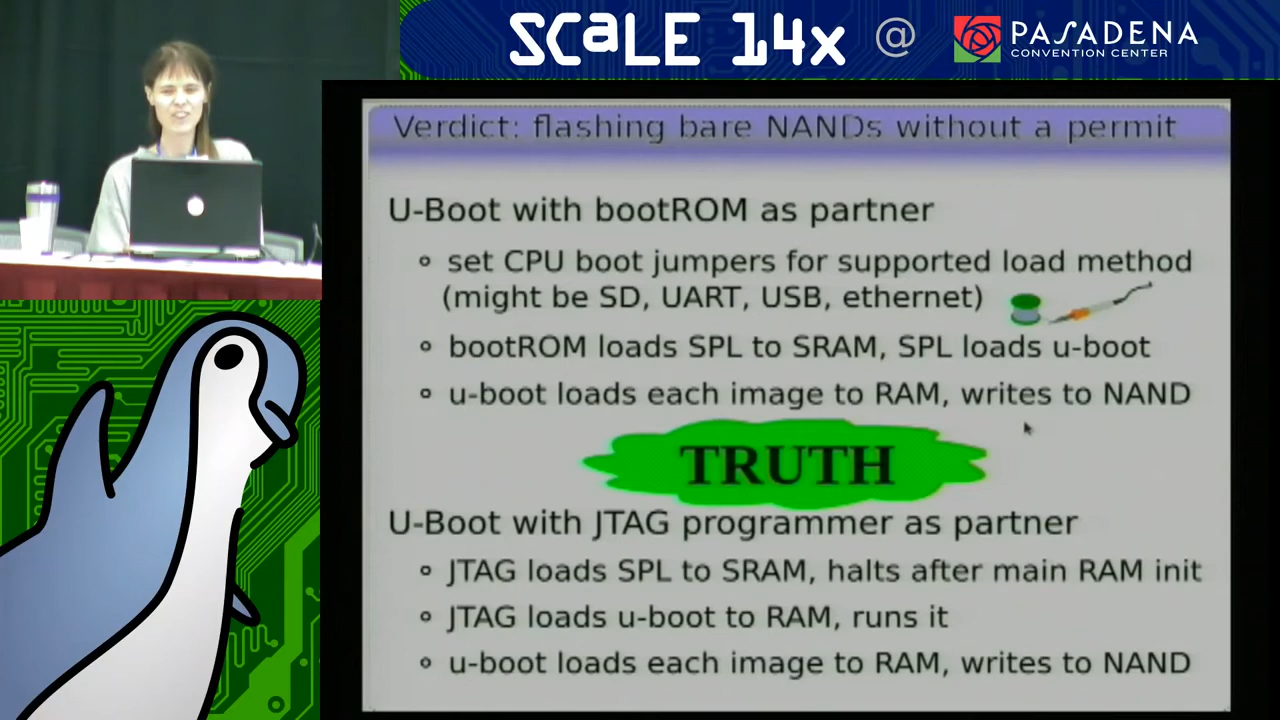 SCaLE 14x @ PASADENA
CONVENTION CENTER
Verdict: flashing bare NANDs without a permit
U-Boot with bootROM as partner
set CPU boot jumpers for supported load method
(might be SD, UART, USB, ethernet)
bootROM loads SPL to SRAM, SPL loads u-boot
u-boot loads each image to RAM, writes to NAND
TRUTH
U-Boot with JTAG programmer as partner
JTAG loads SPL to SRAM, halts after main RAM init
JTAG loads u-boot to RAM, runs it
u-boot loads each image to RAM, writes to NAND